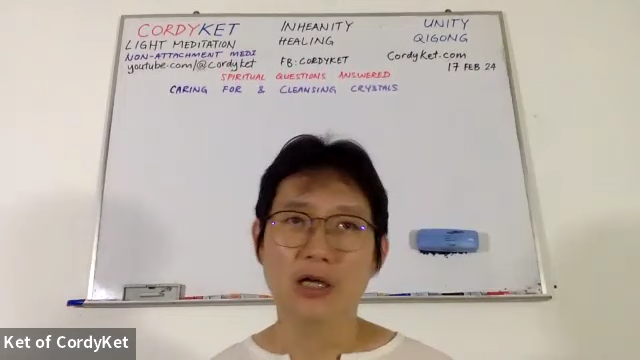 CORDYKET INHEANITY UNITY
LIGHT MEDITATION HEALING QIGONG
NON-ATTACHMENT MEDI FB:CORDYKET Cordyket.com
youtube.com/@Cordyket 17 FEB 24
SPIRITUAL QUESTIONS ANSWERED
CARING FOR & CLEANSING CRYSTALS
Ket of CordyKet